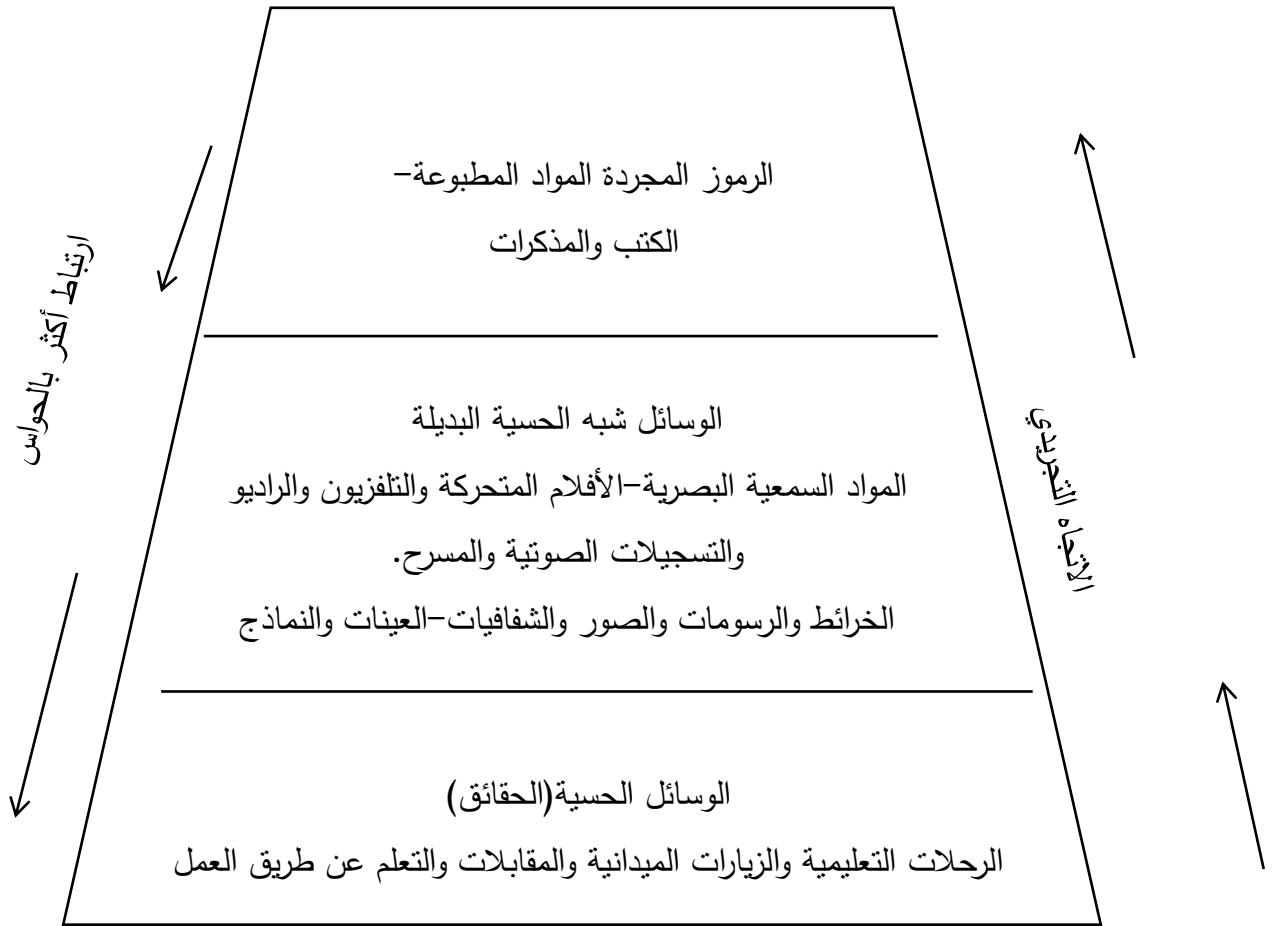 الرموز المجردة المواد المطبوعة-
الكتب والمذكرات
ارتباط أكثر بالحواس
الوسائل شبه الحسية البديلة
المواد السمعية البصرية-الأفلام المتحركة والتلفزيون والراديو
والتسجيلات الصوتية والمسرح.
الخرائط والرسومات والصور والشفافيات-العينات والنماذج
الاتجاه التجريدي
الوسائل الحسية(الحقائق)
الرحلات التعليمية والزيارات الميدانية والمقابلات والتعلم عن طريق العمل